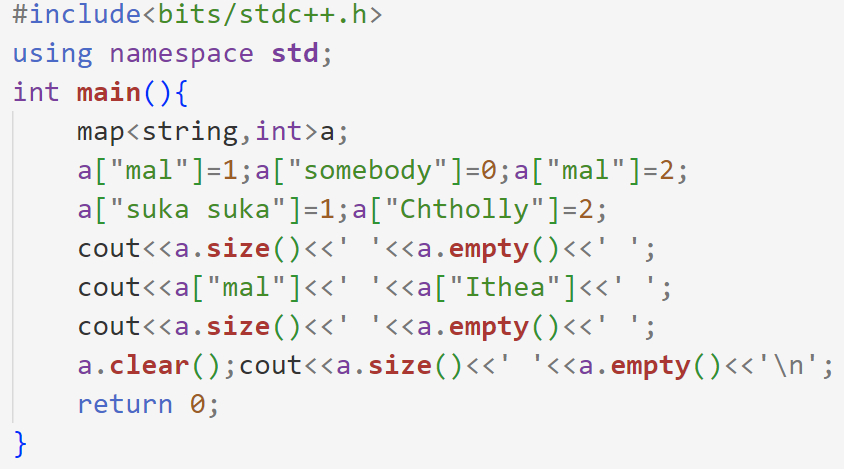 #include<bits/stdc++.h>
using namespace std;
int main(){
    map<string,int>a;
    a["mal"]=1;a["somebody"]=0;a["mal"]=2;
    a["suka suka"]=1;a["Chtholly"]=2;
    cout<<a.size()<<' '<<a.empty()<<' ';
    cout<<a["mal"]<<' '<<a["Ithea"]<<' ';
    cout<<a.size()<<' '<<a.empty()<<' ';
    a.clear();cout<<a.size()<<' '<<a.empty()<<'\n';
    return 0;
}